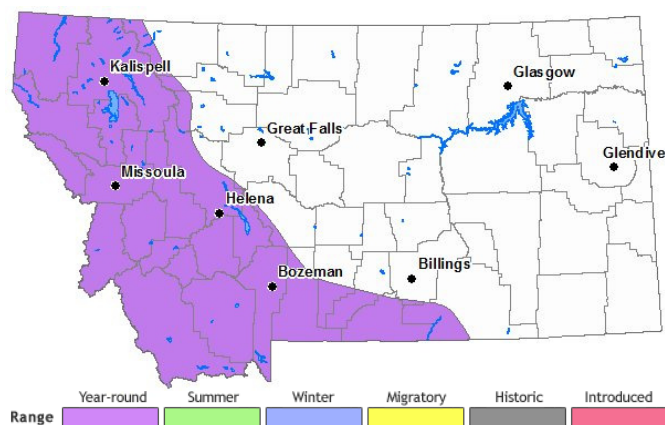 Kalispell
Glasgow
Great Falls
Glendive
Missoula
Helena
Billings
Bozeman
Year-round Summer Winter Migratory Historic Introduced
Range